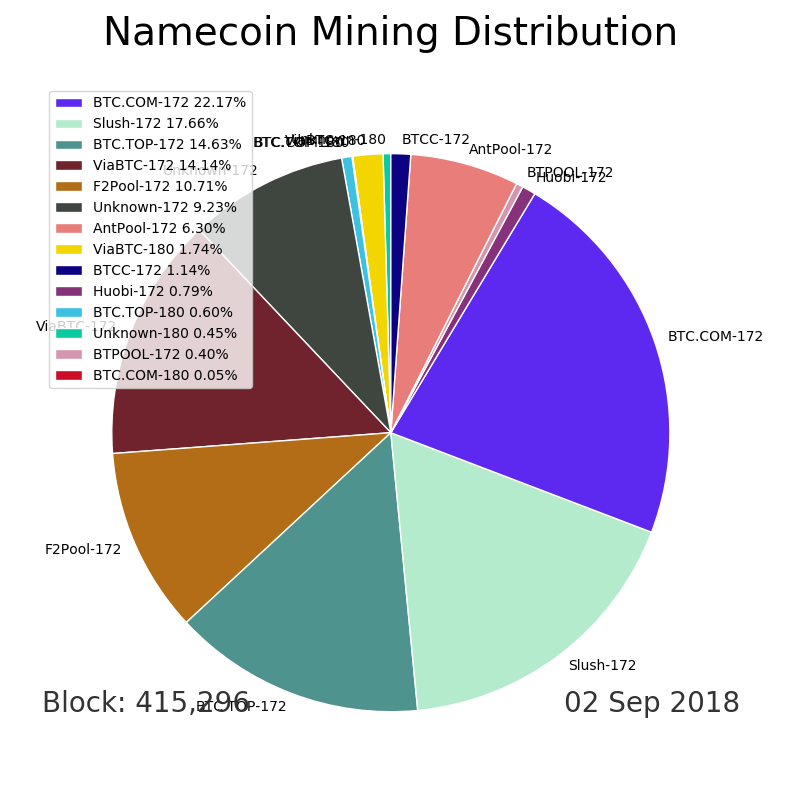 Namecoin Mining Distribution
BTC.COM-172 22.17%
Slush-172 17.66%
BTC.TOP-172 14.63%
ViaBTC-172 14.14%
F2Pool-172 10.71%
Unknown-172 9.23%
AntPool-172 6.30%
ViaBTC-180 1.74%
BTCC-172 1.14%
Huobi-172 0.79%
BTC.TOP-180 0.60%
Unknown-180 0.45%
BTPOOL-172 0.40%
BTC.COM-180 0.05%
BTCC-172
AntPool-172
BTPOOL-172
Huobi-172
Unknown-172
ViaBTC-172
BTC.COM-172
F2Pool-172
Slush-172
BTC.TOP-172
Block: 415,296
02 Sep 2018